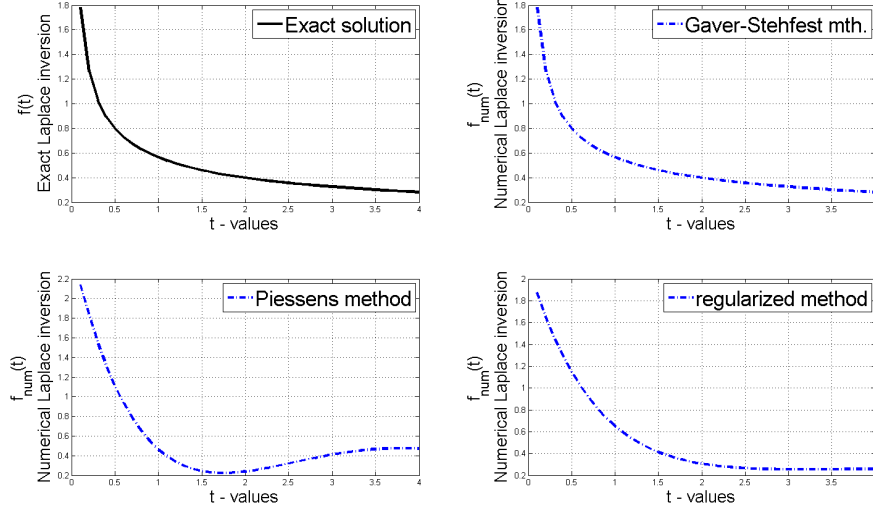 Exact solution
f(t)
Exact Laplace inversion
1.8
1.6
1.4
1.2
1
0.8
0.6
0.4
0.2
0 0.5 1 1.5 2 2.5 3 3.5 4
t - values
Gaver-Stehfest mth.
fnum(t)
Numerical Laplace inversion
1.8
1.6
1.4
1.2
1
0.8
0.6
0.4
0.2
0 0.5 1 1.5 2 2.5 3 3.5
t - values
Piessens method
fnum(t)
Numerical Laplace inversion
2.2
2
1.8
1.6
1.4
1.2
1
0.8
0.6
0.4
0.2
0 0.5 1 1.5 2 2.5 3 3.5 4
t - values
regularized method
fnum(t)
Numerical Laplace inversion
2
1.8
1.6
1.4
1.2
1
0.8
0.6
0.4
0.2
0 0.5 1 1.5 2 2.5 3 3.5
t - values